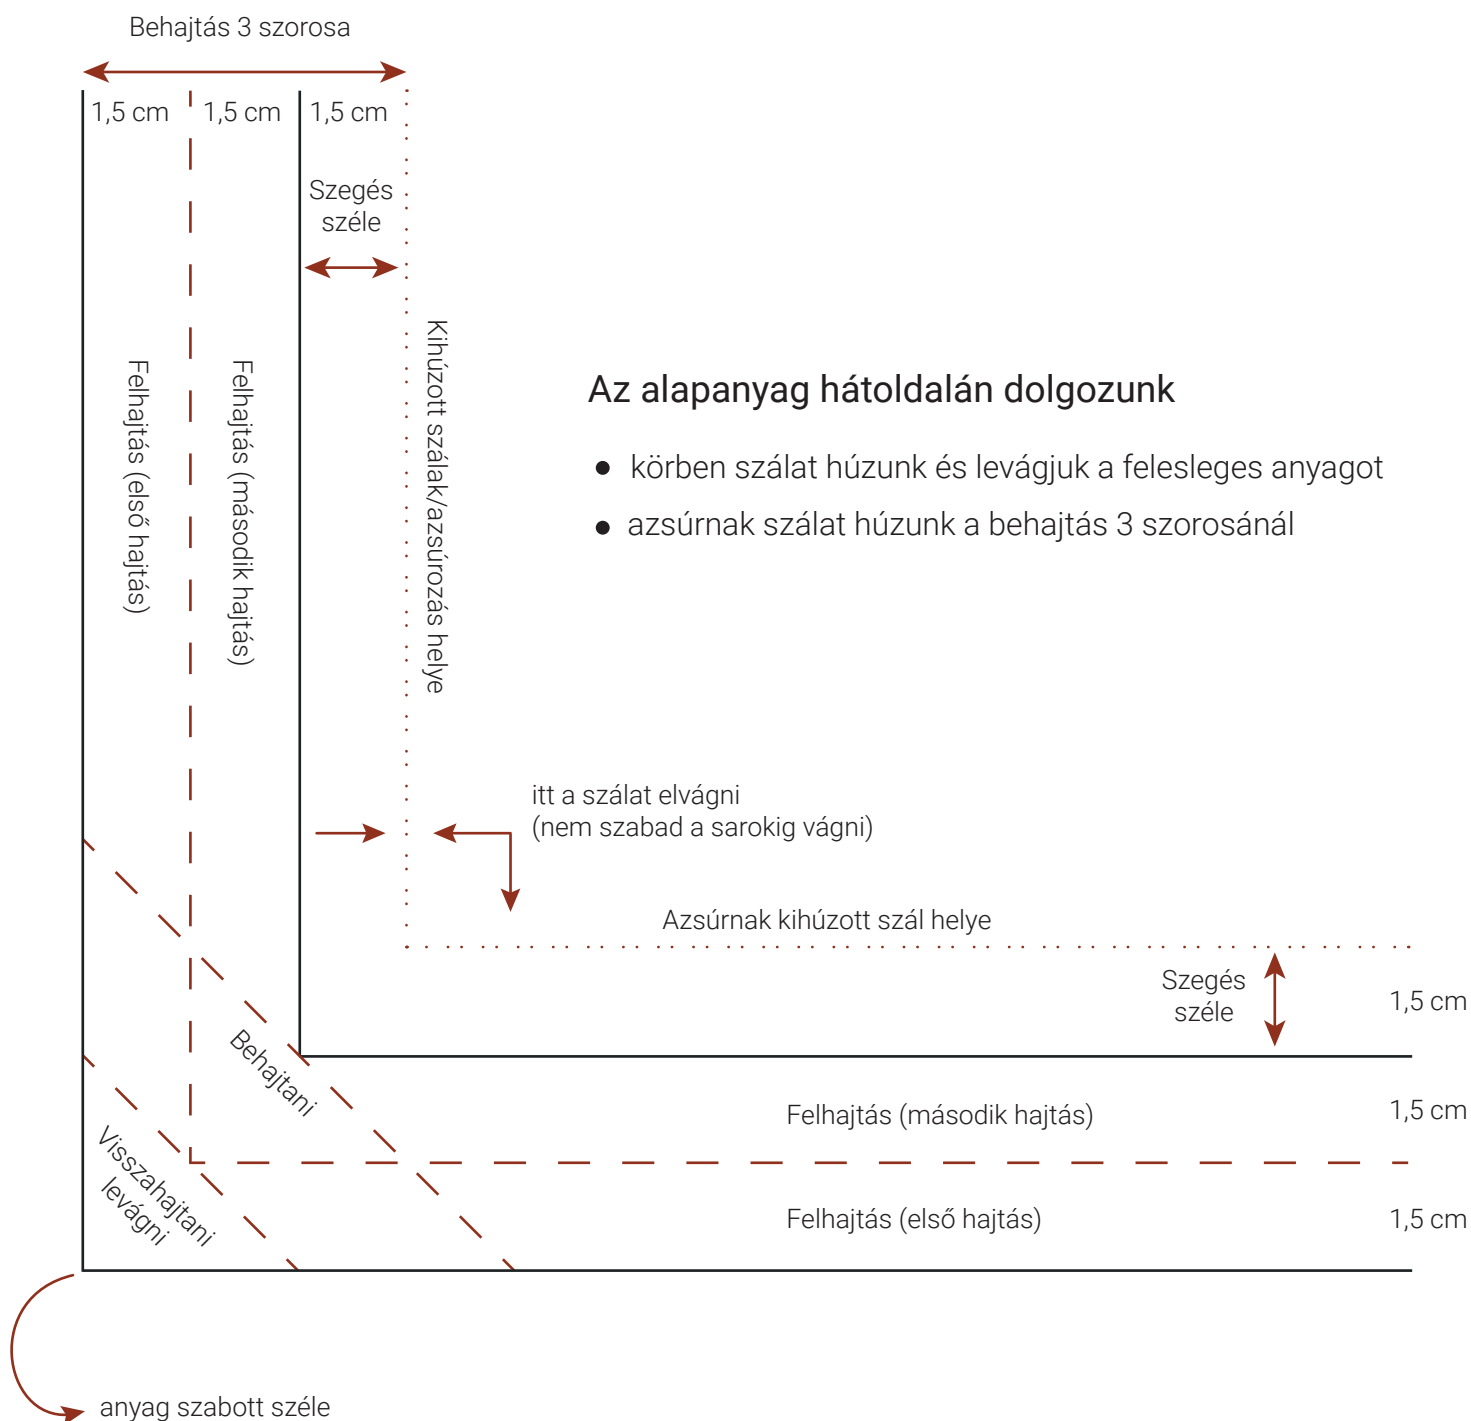 Behajtás 3 szorosa
1,5 cm
1,5 cm
1,5 cm
Szegés
széle
Felhajtás (első hajtás)
Felhajtás (második hajtás)
Kihúzott szálak/azsúrozás helye
Az alapanyag hátoldalán dolgozunk
● körben szálat húzunk és levágjuk a felesleges anyagot
● azsúrnak szálat húzunk a behajtás 3 szorosánál
itt a szálat elvágni
(nem szabad a sarokig vágni)
Azsúrnak kihúzott szál helye
Szegés
széle
1,5 cm
Behajtani
Felhajtás (második hajtás)
1,5 cm
Visszahajtani
levágni
Felhajtás (első hajtás)
1,5 cm
anyag szabott széle